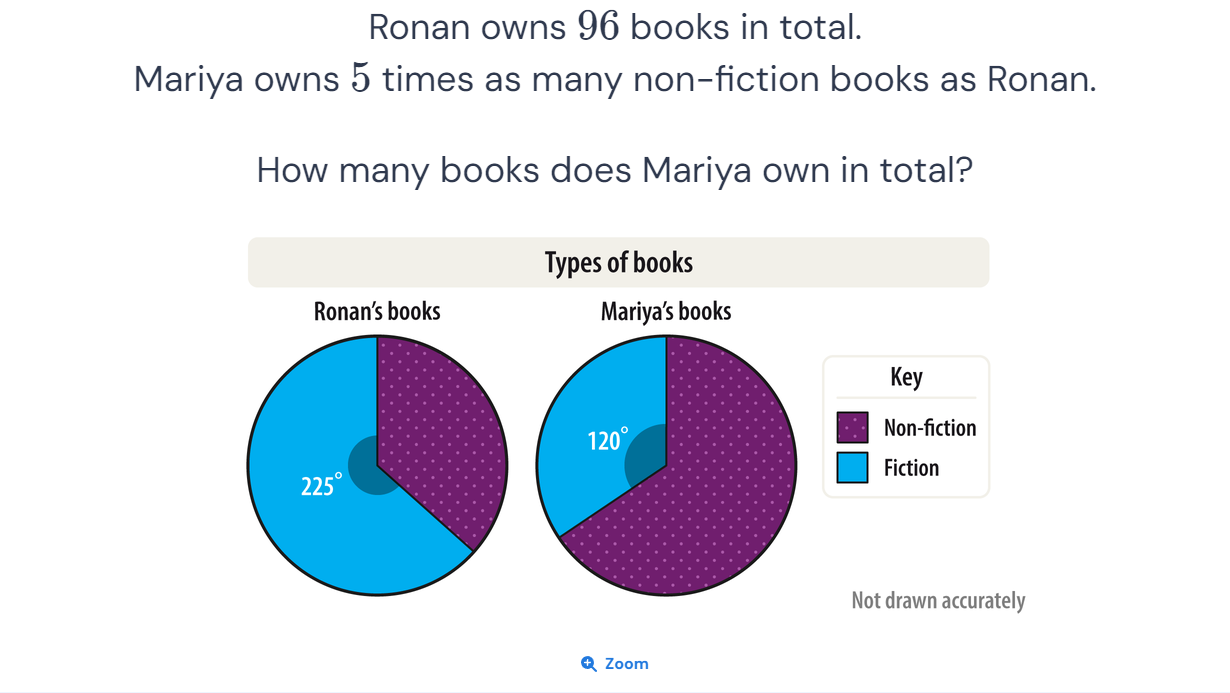 Ronan owns 96 books in total.
Mariya owns 5 times as many non-fiction books as Ronan.
How many books does Mariya own in total?
Types of books
Ronan's books
Mariya's books
225°
120°
Key
Non-fiction
Fiction
Not drawn accurately
Zoom